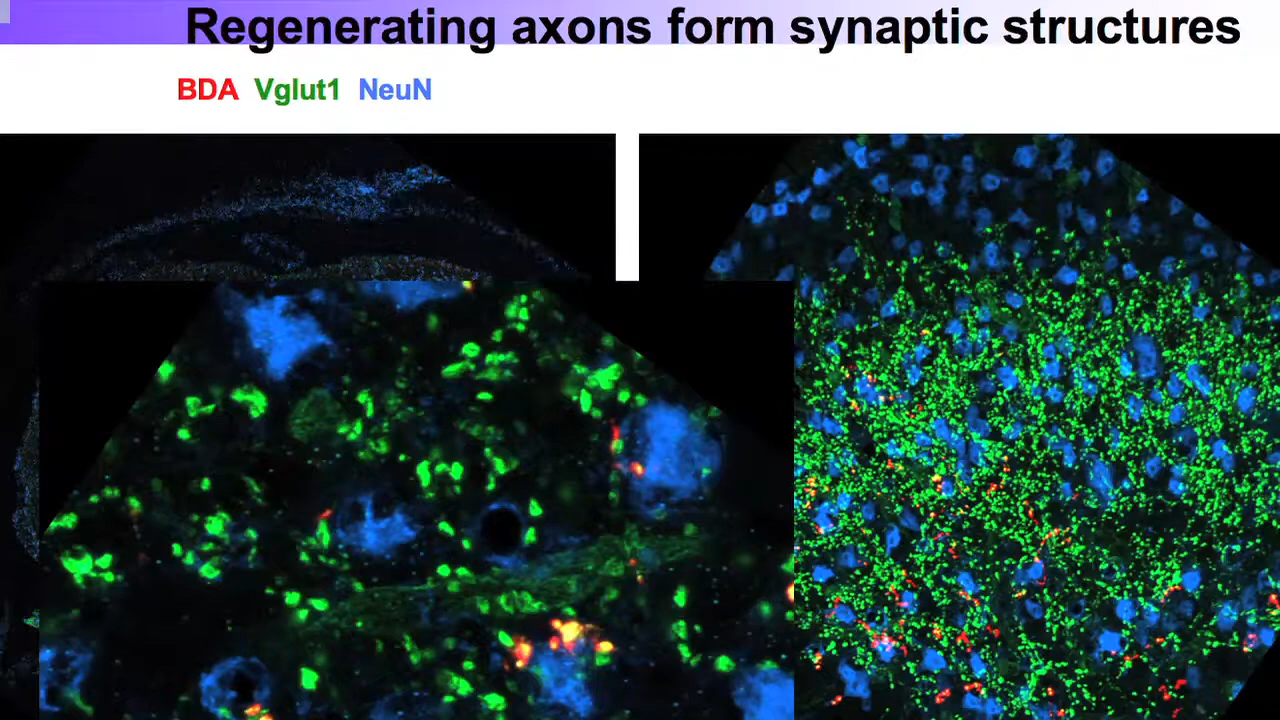 Regenerating axons form synaptic structures
BDA Vglut1 NeuN